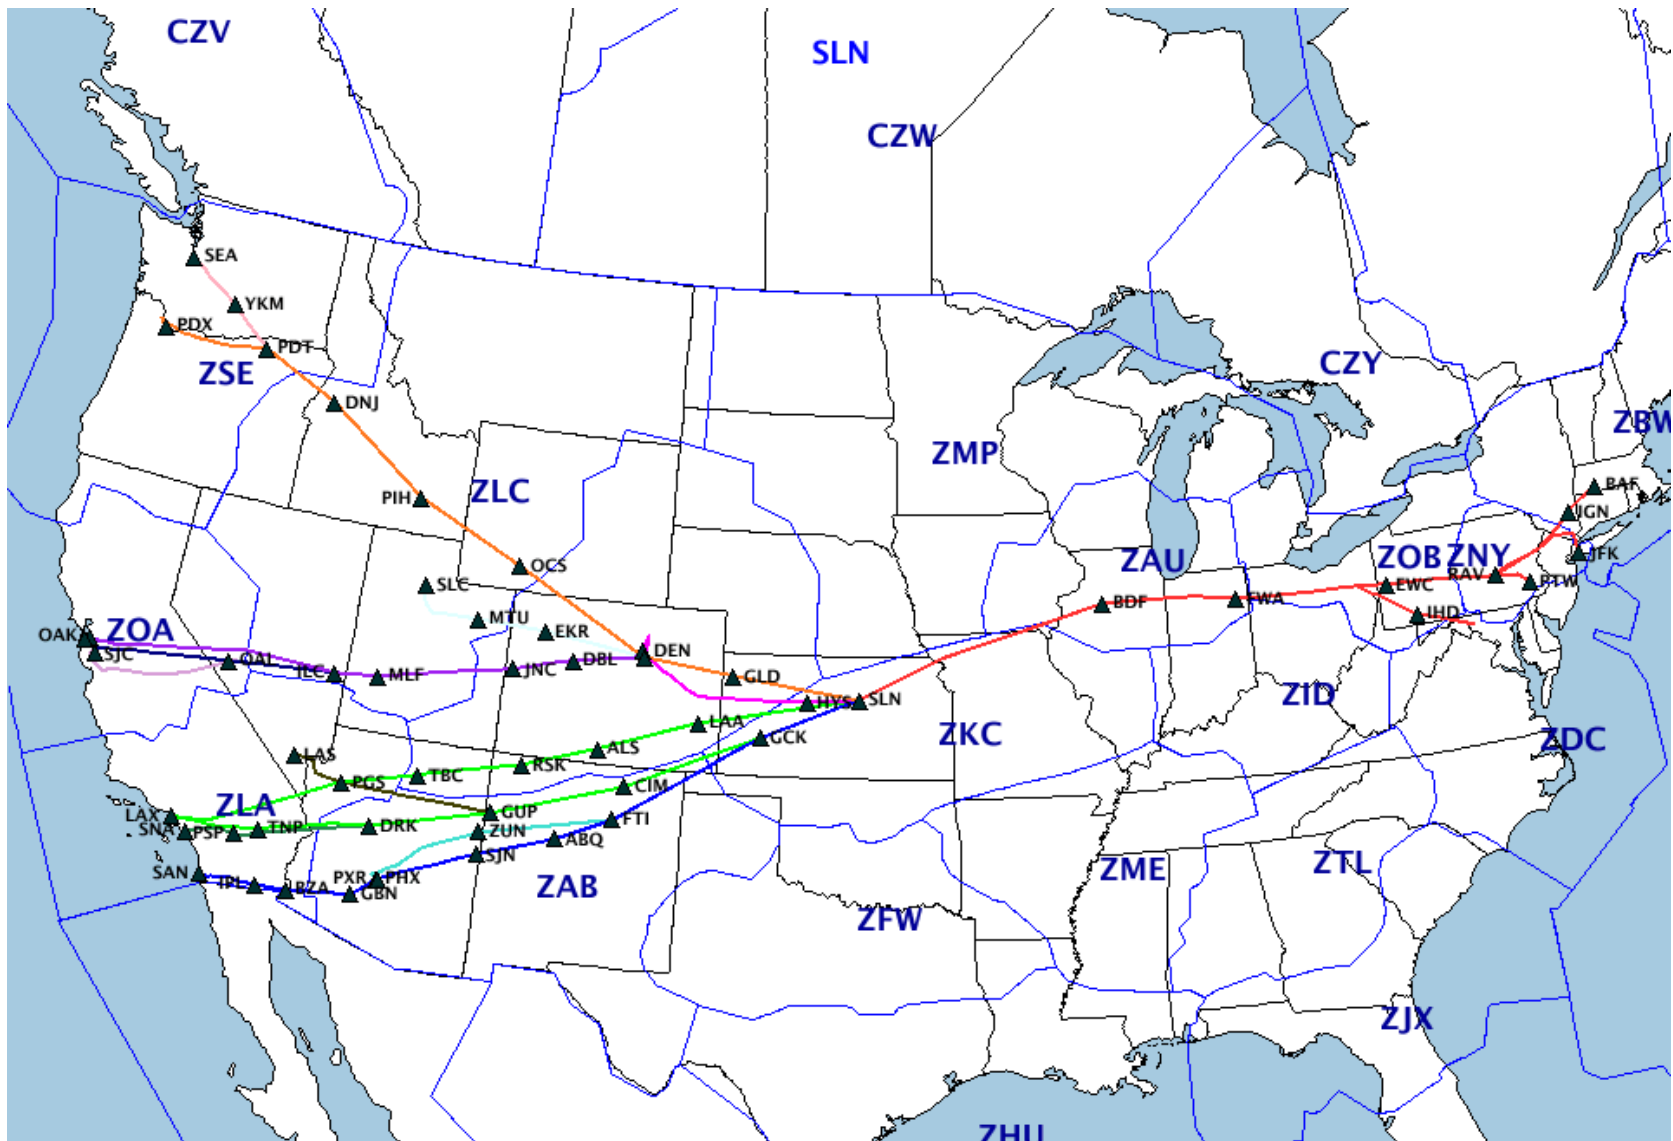 CZV
SLN
CZW
SEA
YKM
PDX
PDT
ZSE
CZY
DNJ
ZBW
ZMP
PIH
ZLC
BAF
IGN
ZAU
ZOB
ZNY
JFK
OCS
RAV
PTW
SLC
EWC
FWA
BDF
IHD
MTU
EKR
OAK
ZOA
SJC
OAL
DEN
DBL
JNC
ILC
MLF
GLD
ZID
HYS
SLN
LAA
ZKC
GCK
ZDC
ALS
LAS
RSK
TBC
PGS
CIM
ZLA
LAX
GUP
SNA
PSP
TNP
DRK
FTI
ZUN
ABQ
SJN
SAN
IPL
BZA
PXR
PHX
GBN
ZAB
ZME
ZTL
ZFW
ZJX
ZHU